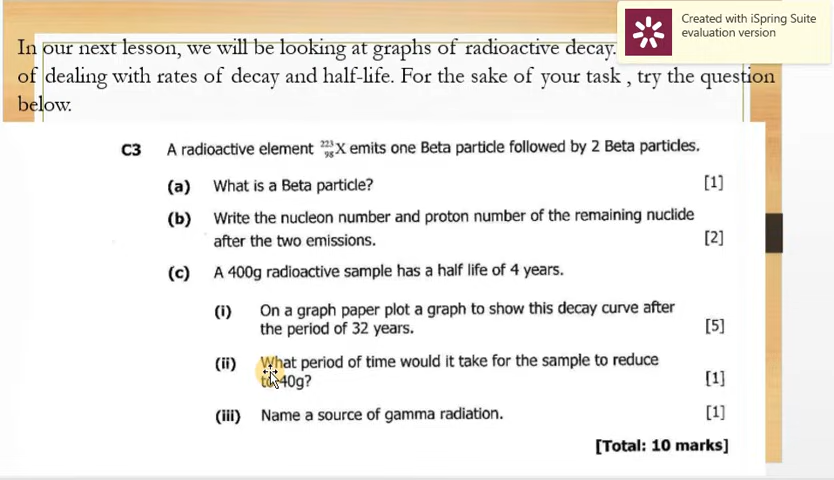 Created with iSpring Suite
evaluation version
In our next lesson, we will be looking at graphs of radioactive decay.
of dealing with rates of decay and half-life. For the sake of your task , try the question
below.
C3 A radioactive element ²²³₉₈X emits one Beta particle followed by 2 Beta particles.
(a) What is a Beta particle? [1]
(b) Write the nucleon number and proton number of the remaining nuclide
after the two emissions. [2]
(c) A 400g radioactive sample has a half life of 4 years.
(i) On a graph paper plot a graph to show this decay curve after
the period of 32 years. [5]
(ii) What period of time would it take for the sample to reduce
to 40g? [1]
(iii) Name a source of gamma radiation. [1]
[Total: 10 marks]